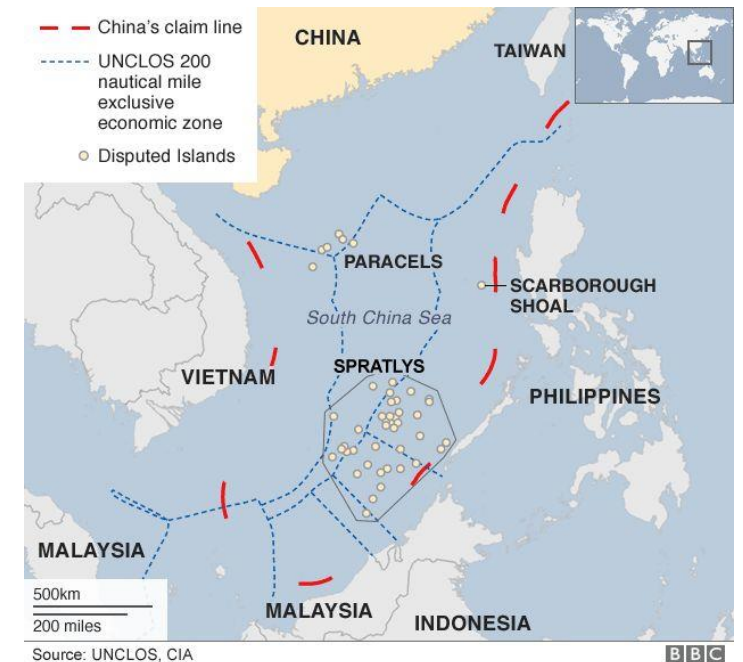 China's claim line
UNCLOS 200
nautical mile
exclusive
economic zone
Disputed Islands
CHINA
TAIWAN
PARACELS
SCARBOROUGH
SHOAL
South China Sea
SPRATLYS
VIETNAM
PHILIPPINES
MALAYSIA
500km
200 miles
MALAYSIA
INDONESIA
Source: UNCLOS, CIA
BBC